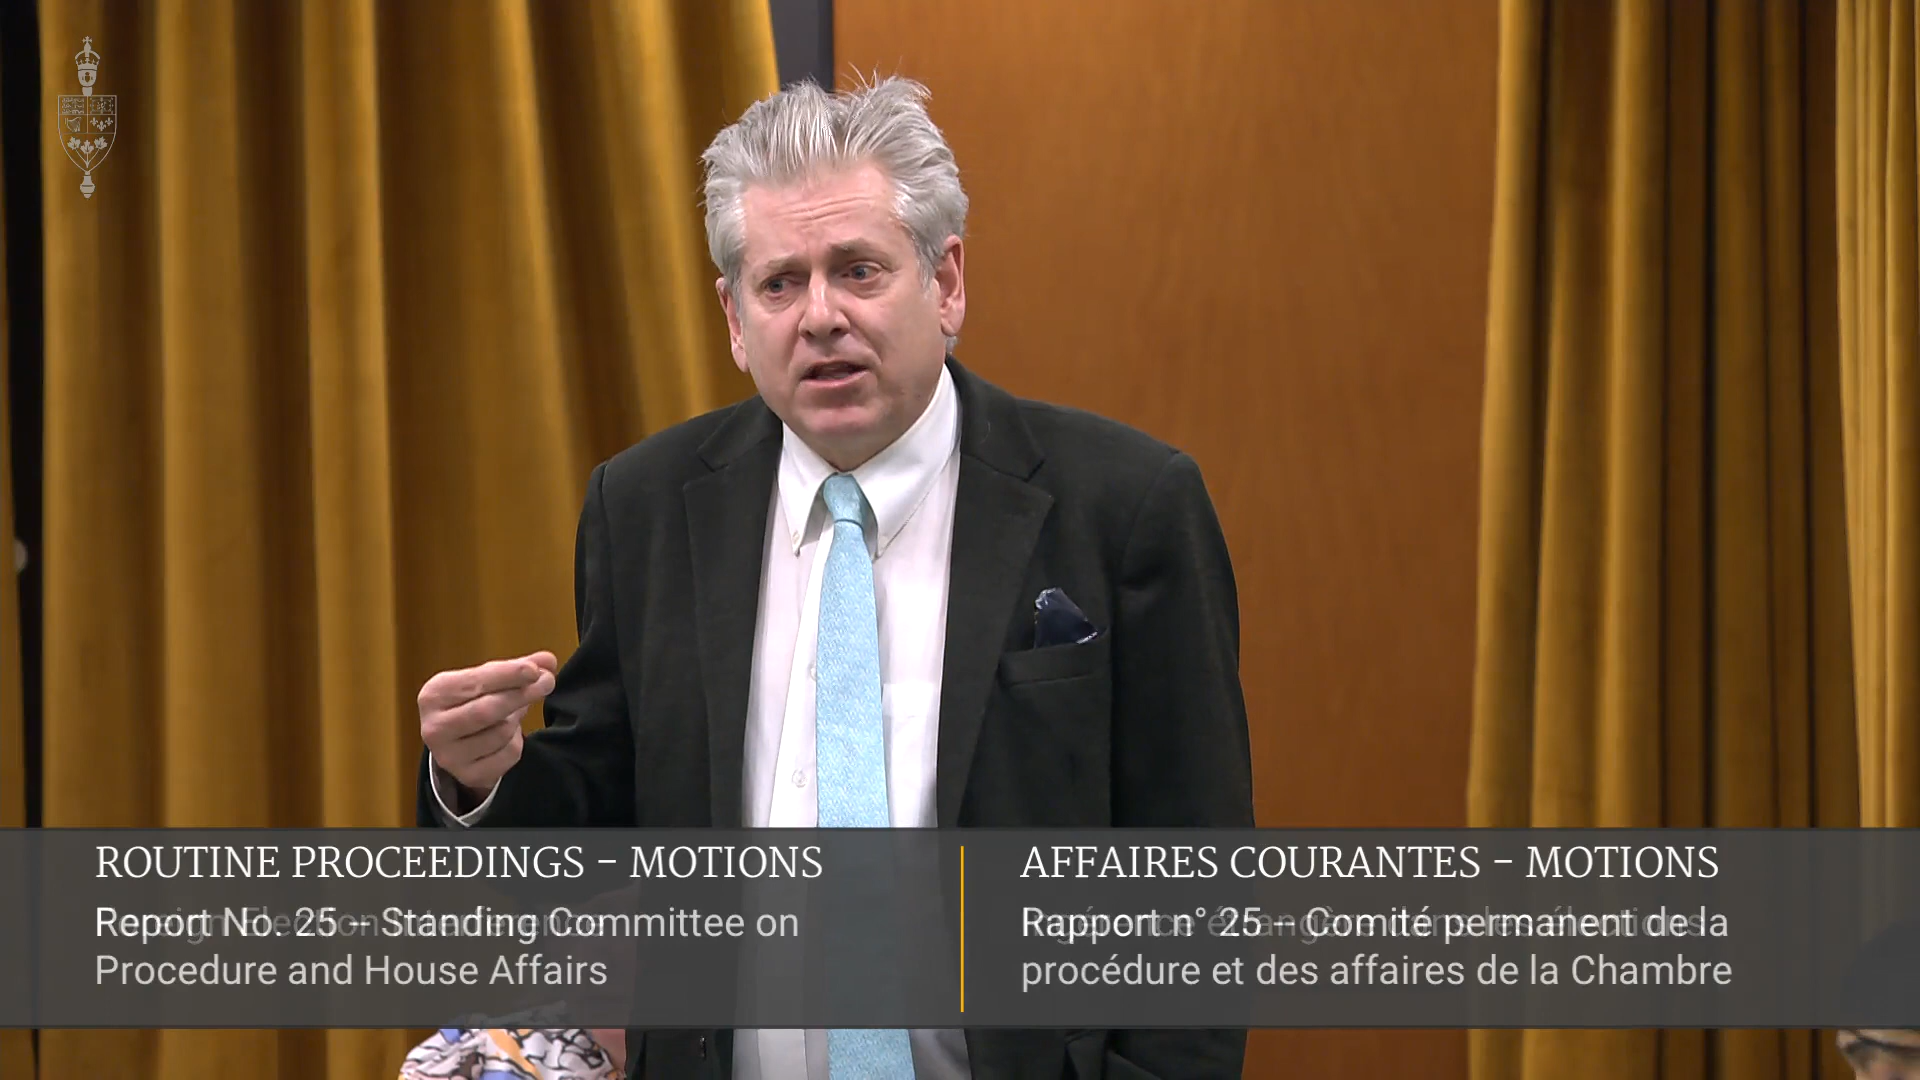 ROUTINE PROCEEDINGS – MOTIONS
Report No. 25 – Standing Committee on
Procedure and House Affairs
AFFAIRES COURANTES – MOTIONS
Rapport n° 25 – Comité permanent de la
procédure et des affaires de la Chambre